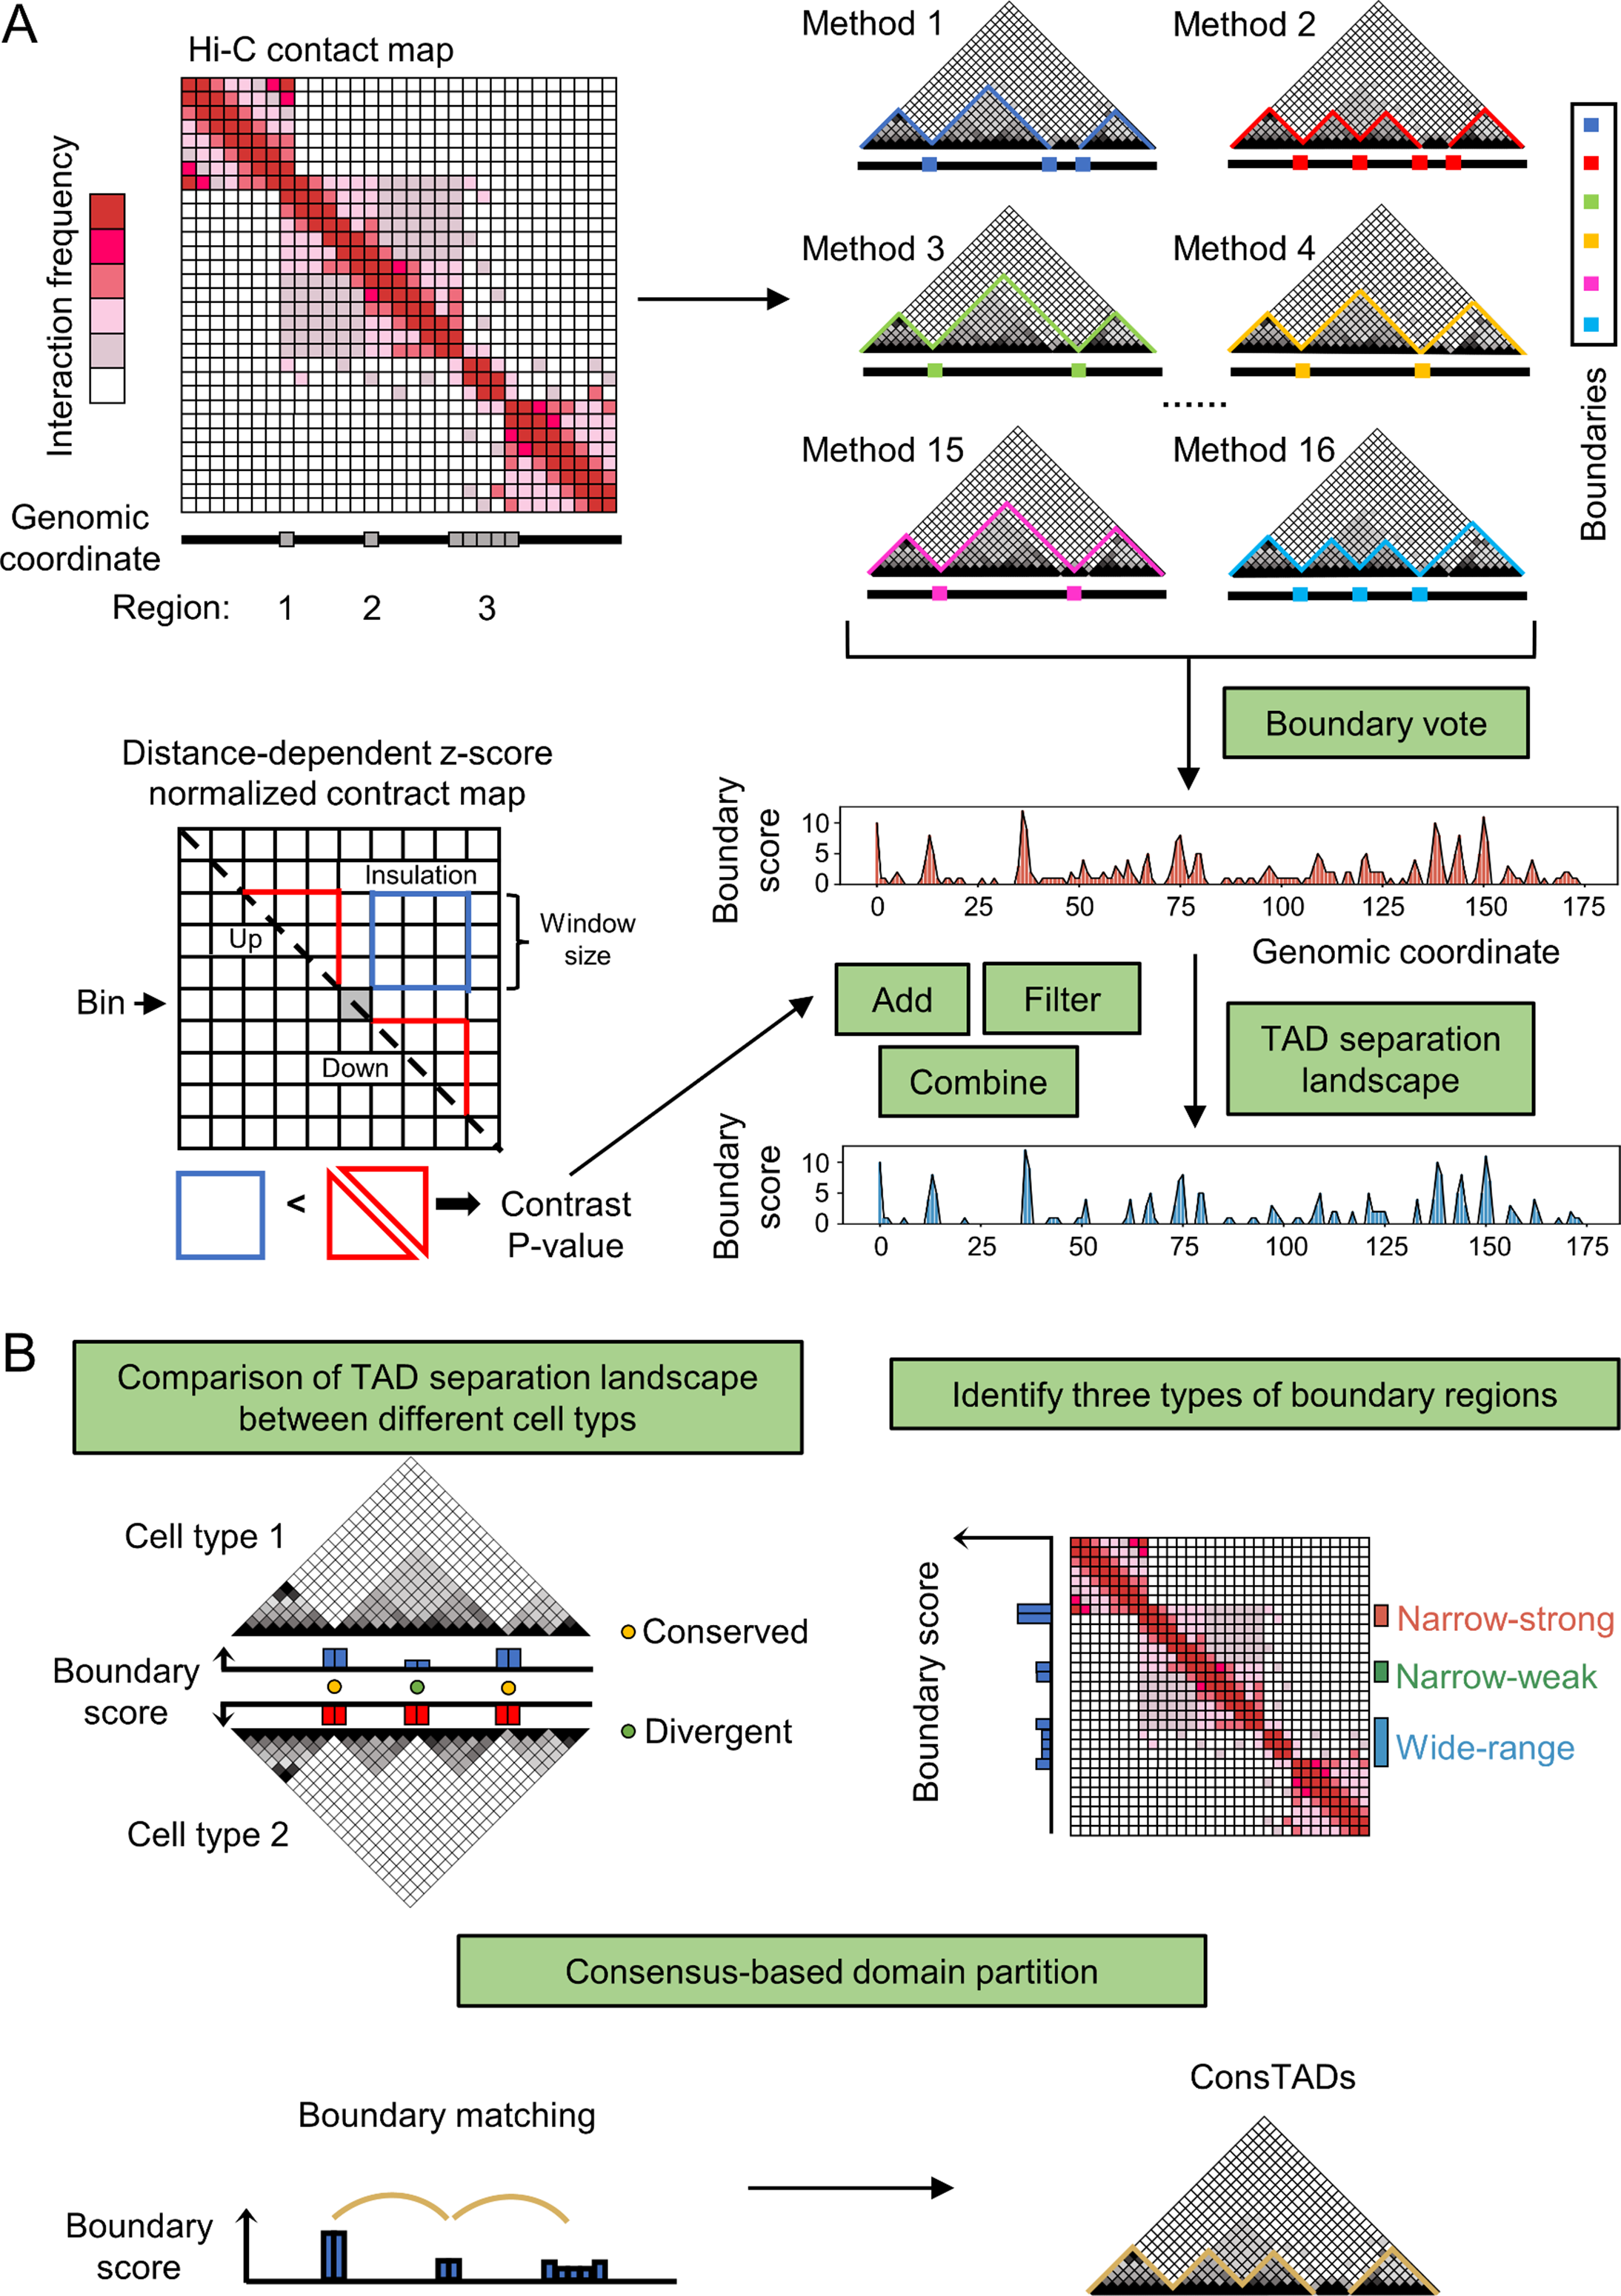 A
Hi-C contact map
Interaction frequency
Genomic
coordinate
Region: 1 2 3
Method 1
Method 2
Method 3
Method 4
......
Method 15
Method 16
Boundaries
Boundary vote
Boundary
score
10
5
0
0 25 50 75 100 125 150 175
Genomic coordinate
Distance-dependent z-score
normalized contract map
Insulation
Up
Window
size
Bin
Down
<
Contrast
P-value
Add
Filter
Combine
TAD separation
landscape
Boundary
score
10
5
0
0 25 50 75 100 125 150 175
B
Comparison of TAD separation landscape
between different cell typs
Cell type 1
Boundary
score
Cell type 2
Conserved
Divergent
Identify three types of boundary regions
Boundary score
Narrow-strong
Narrow-weak
Wide-range
Consensus-based domain partition
Boundary matching
Boundary
score
ConsTADs